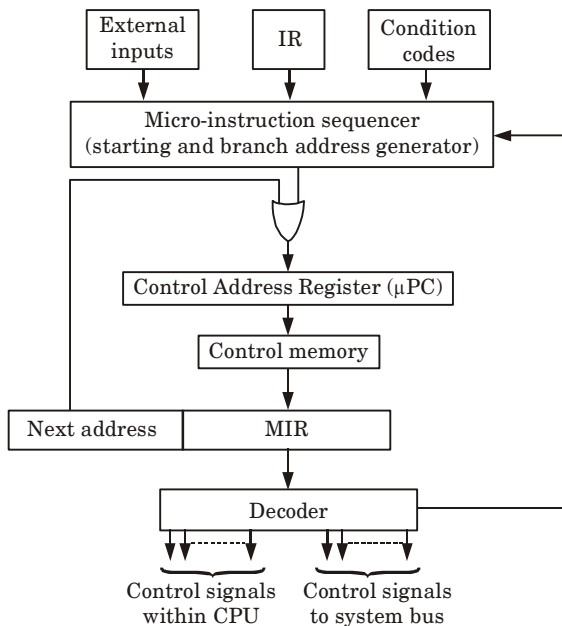 External
inputs
IR
Condition
codes
Micro-instruction sequencer
(starting and branch address generator)
Control Address Register (μPC)
Control memory
Next address
MIR
Decoder
Control signals
within CPU
Control signals
to system bus